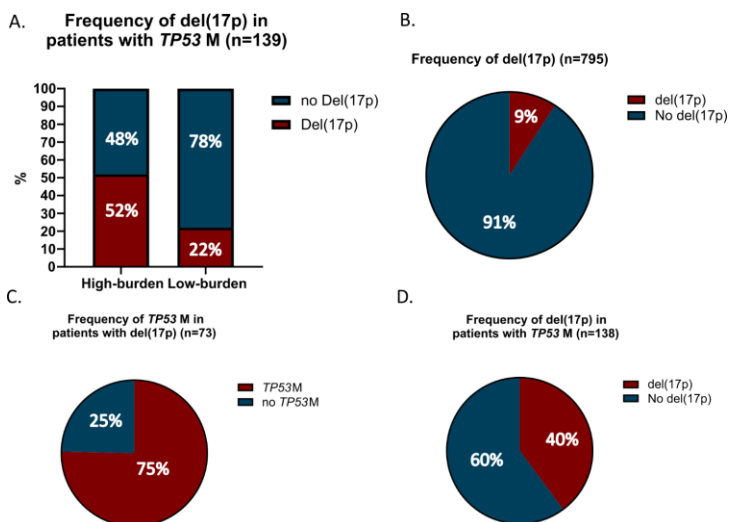 A.
Frequency of del(17p) in
patients with TP53 M (n=139)
100
90
80
70
60
50
40
30
20
10
0
%
48%
78%
52%
22%
High-burden Low-burden
no Del(17p)
Del(17p)
B.
Frequency of del(17p) (n=795)
9%
91%
del(17p)
No del(17p)
C.
Frequency of TP53 M in
patients with del(17p) (n=73)
25%
75%
TP53M
no TP53M
D.
Frequency of del(17p) in
patients with TP53 M (n=138)
40%
60%
del(17p)
No del(17p)